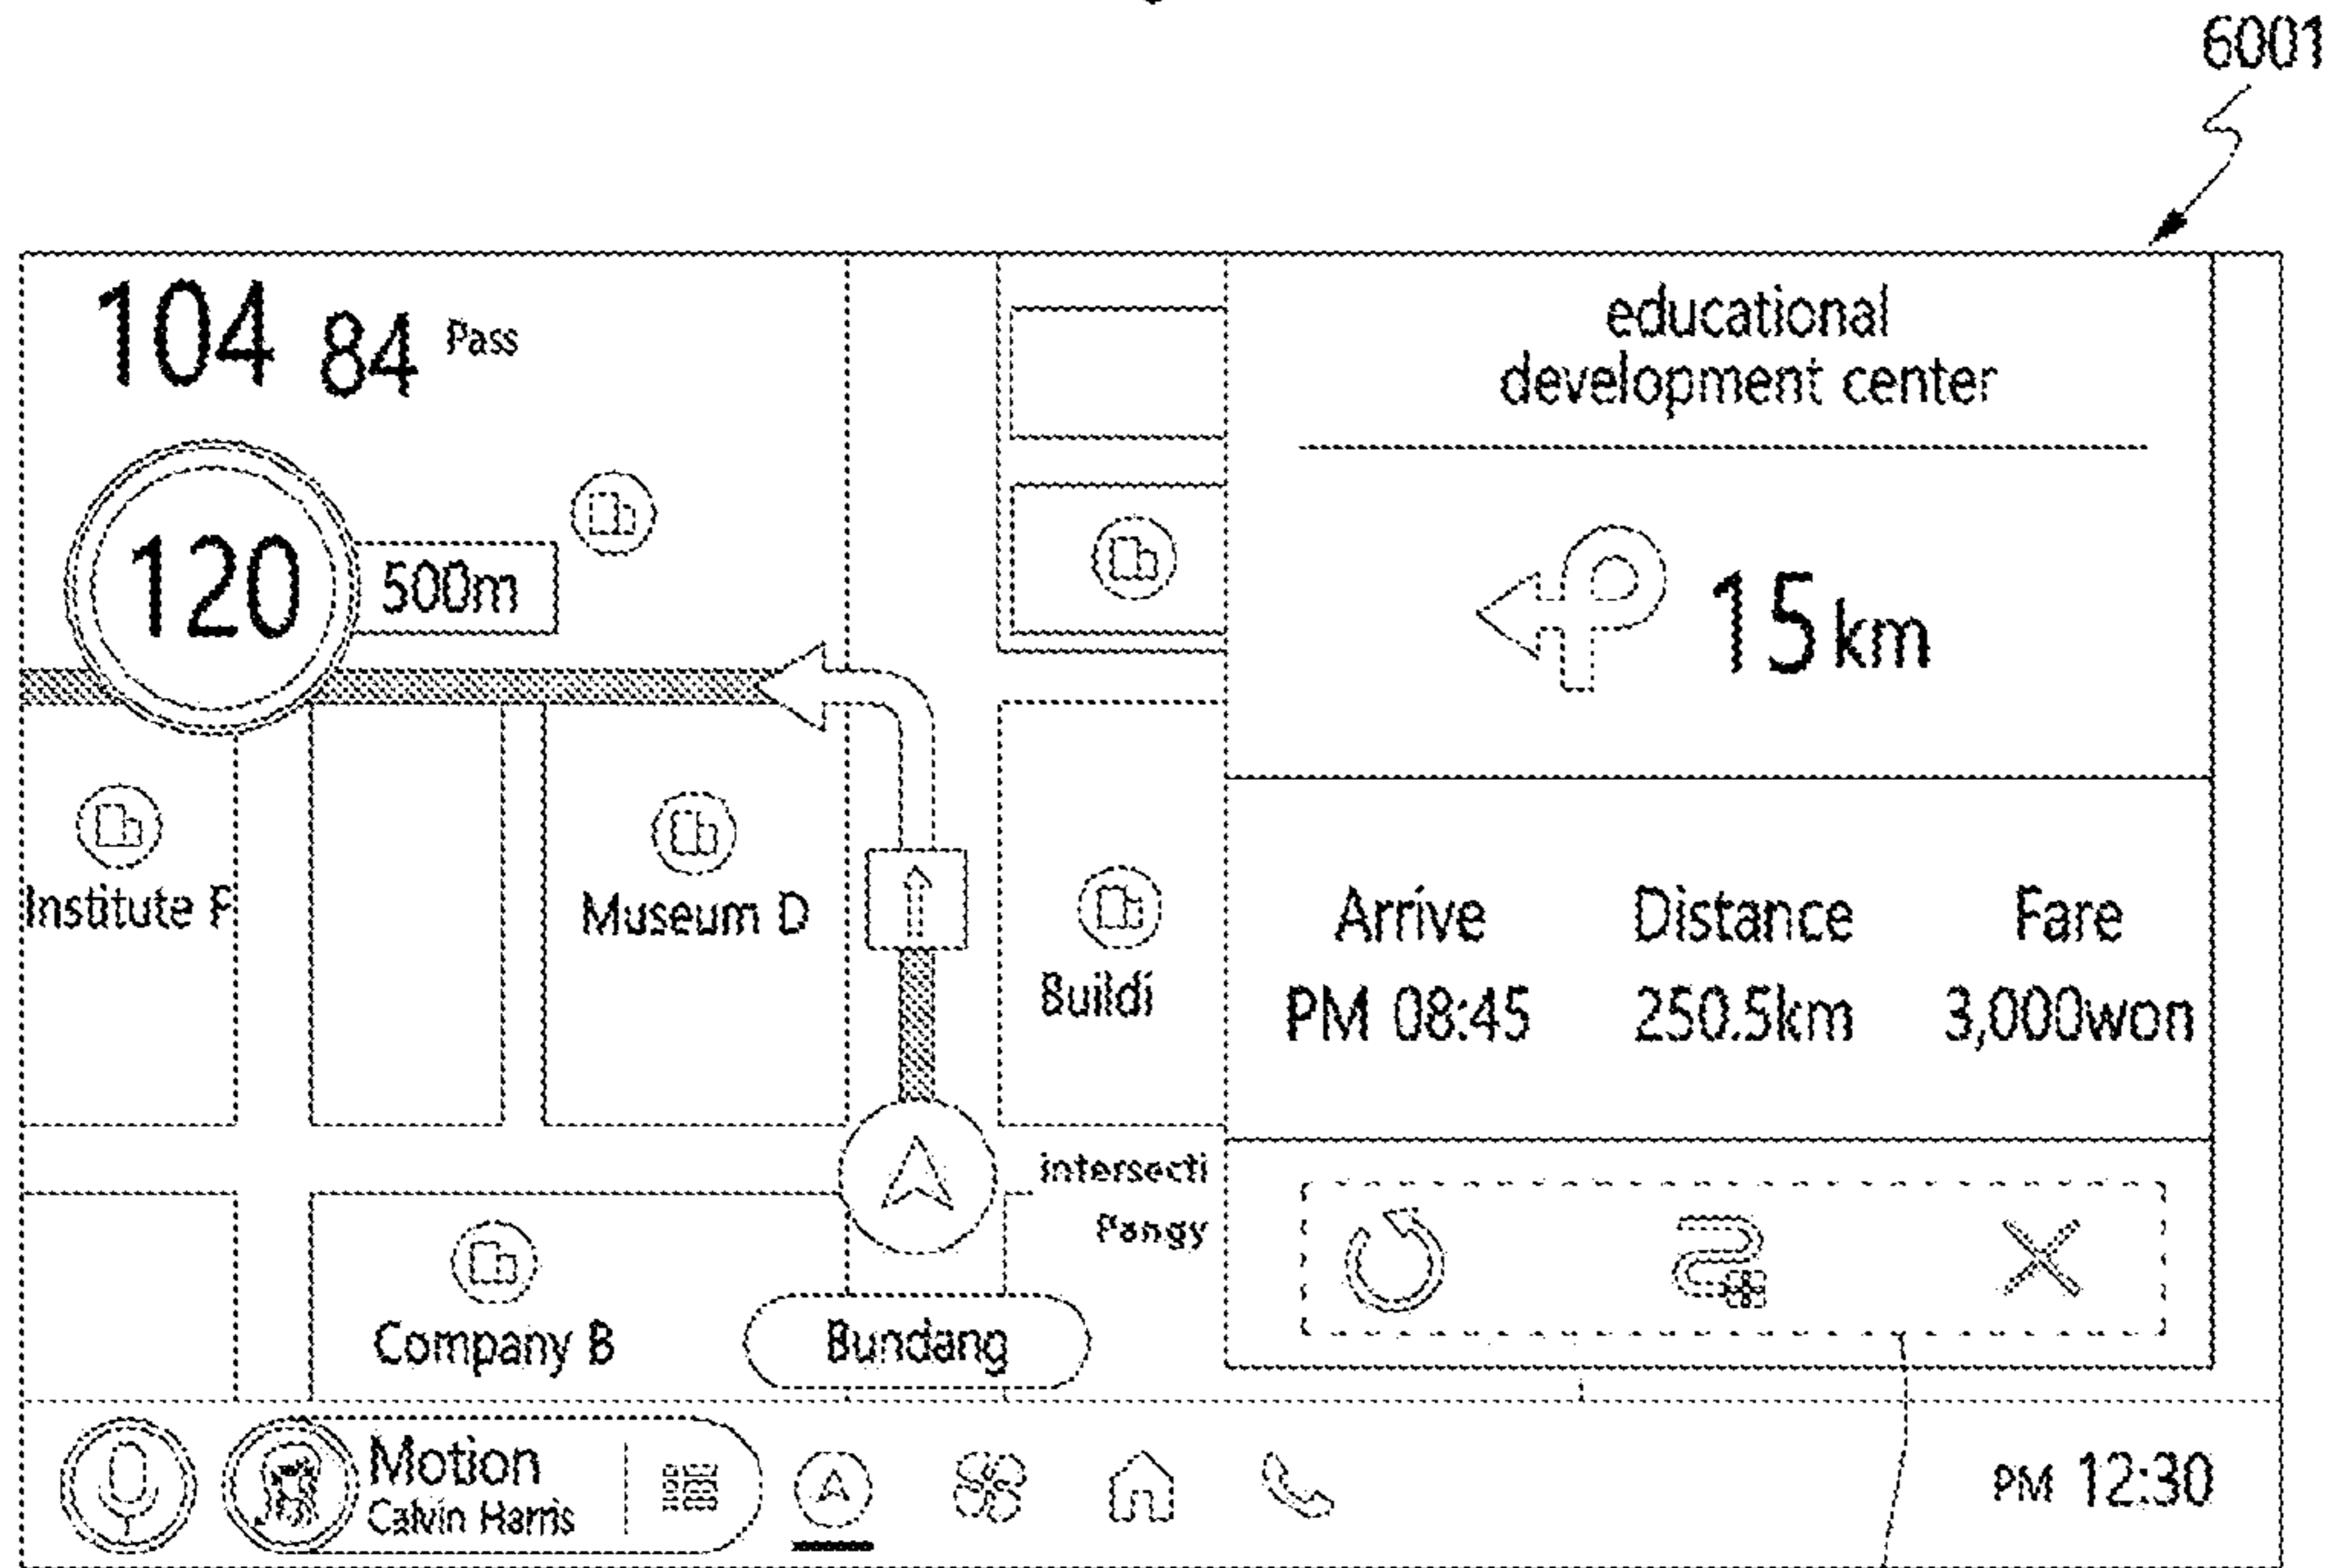 6001
104 84 Pass
120 500m
educational
development center
15km
Institute F
Museum D
Buildi
Arrive Distance Fare
PM 08:45 250.5km 3,000won
intersecti
Pangy
Company B
Bundang
Motion
Calvin Harris
PM 12:30